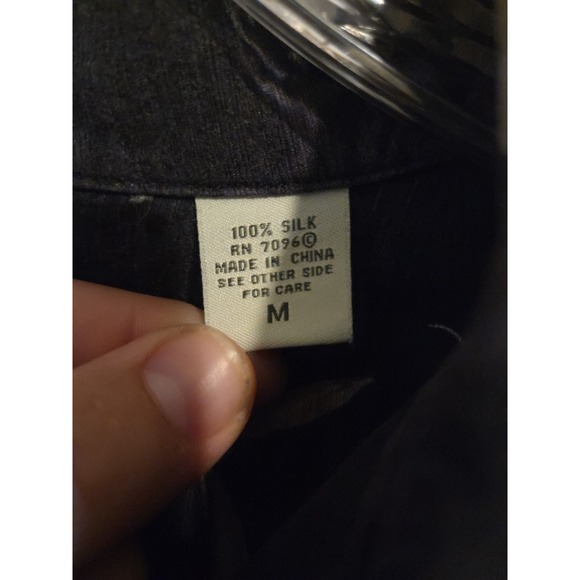 100% SILK
RN 7096©
MADE IN CHINA
SEE OTHER SIDE
FOR CARE
M